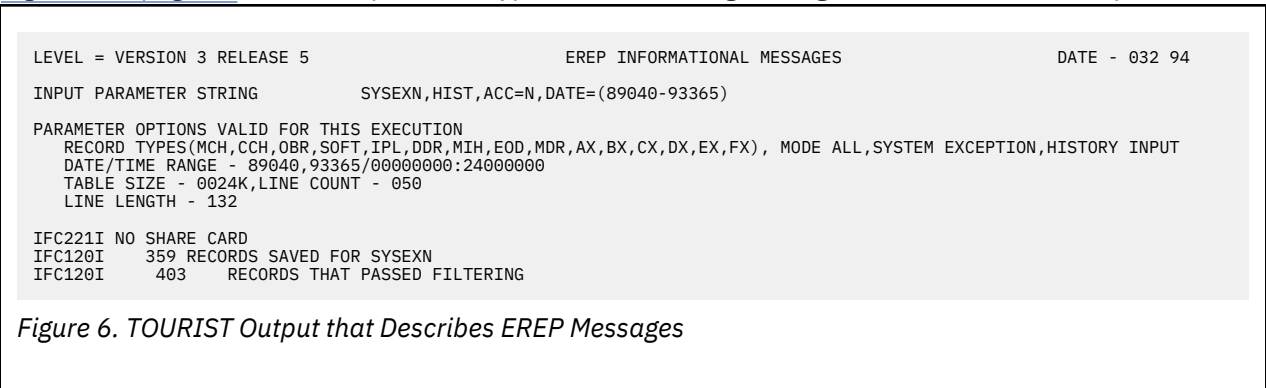 LEVEL = VERSION 3 RELEASE 5 EREP INFORMATIONAL MESSAGES DATE - 032 94
INPUT PARAMETER STRING SYSEXN,HIST,ACC=N,DATE=(89040-93365)
PARAMETER OPTIONS VALID FOR THIS EXECUTION
RECORD TYPES(MCH,CCH,OBR,SOFT,IPL,DDR,MIH,EOD,MDR,AX,BX,CX,DX,EX,FX), MODE ALL,SYSTEM EXCEPTION,HISTORY INPUT
DATE/TIME RANGE - 89040,93365/00000000:24000000
TABLE SIZE - 0024K,LINE COUNT - 050
LINE LENGTH - 132
IFC221I NO SHARE CARD
IFC120I 359 RECORDS SAVED FOR SYSEXN
IFC120I 403 RECORDS THAT PASSED FILTERING
Figure 6. TOURIST Output that Describes EREP Messages